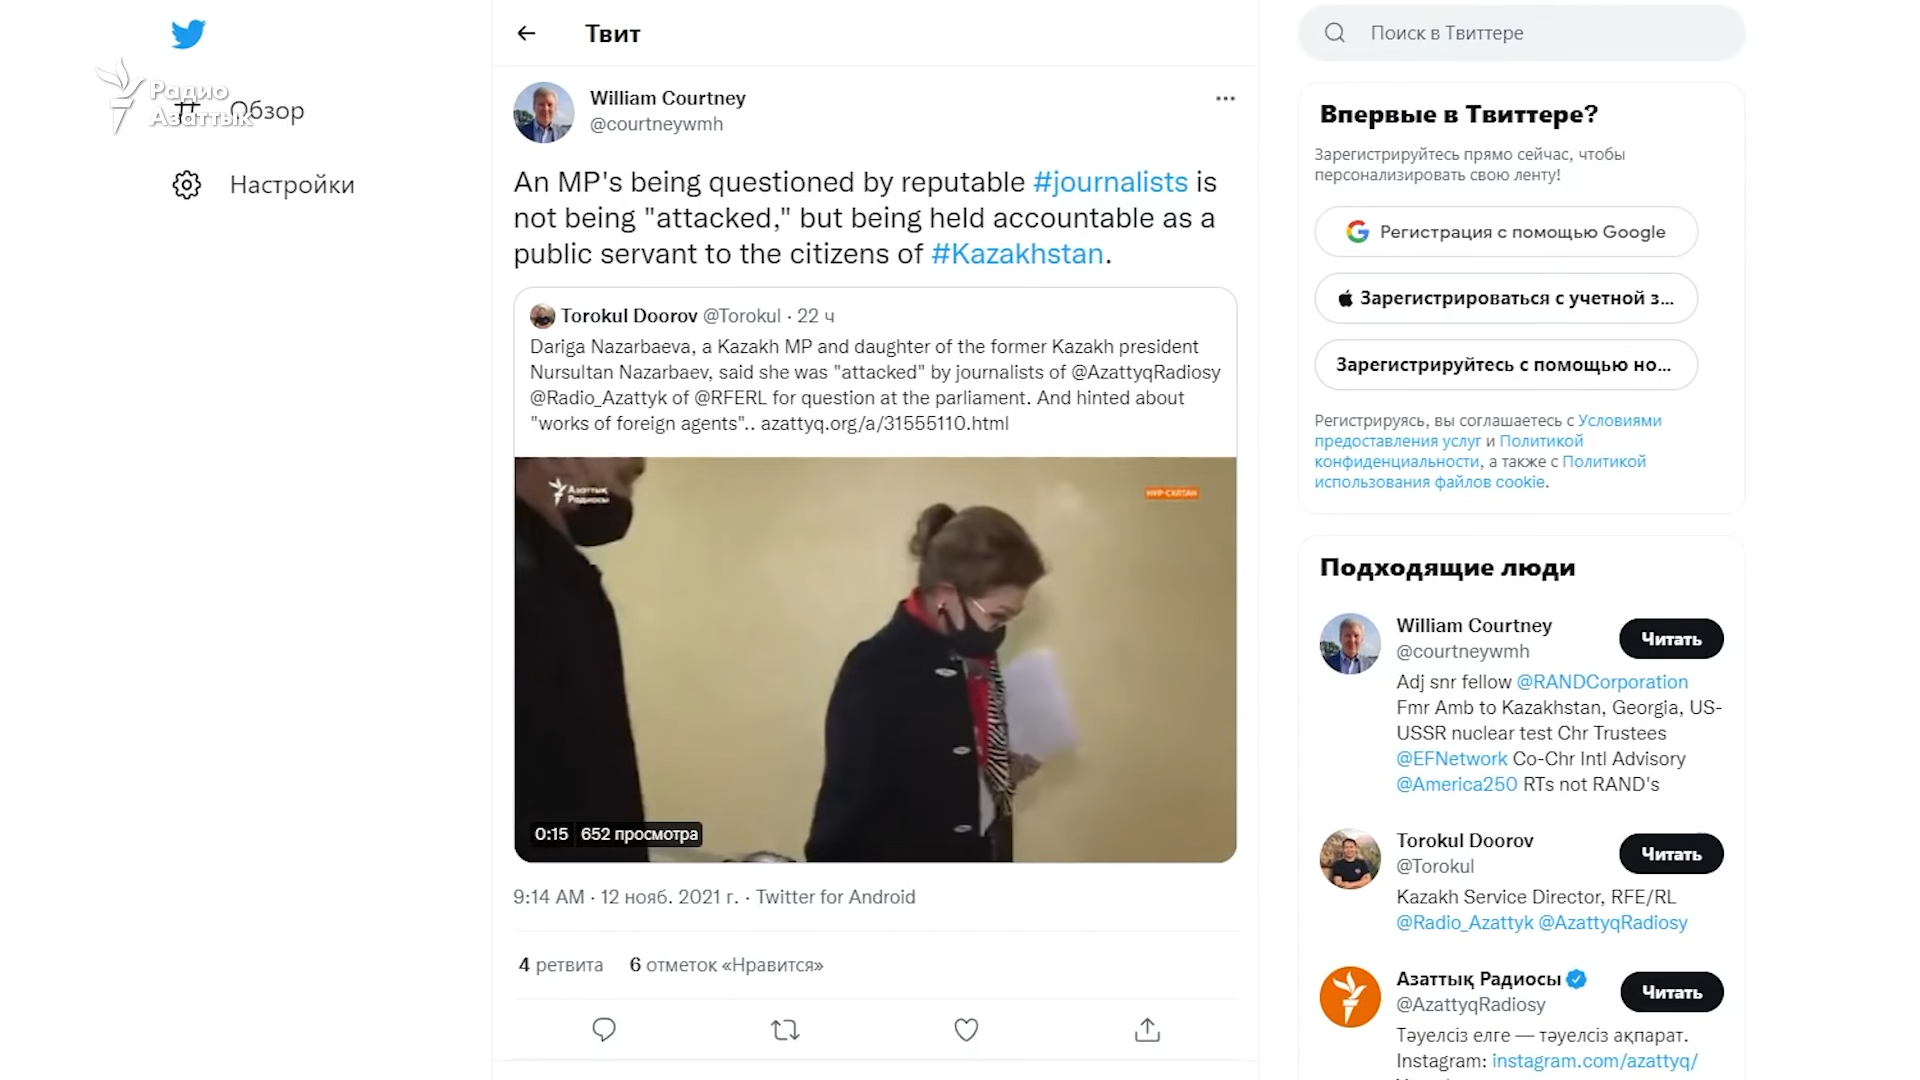 Радио
Азаттык
Обзор
Настройки
Твит
William Courtney
@courtneywmh
An MP's being questioned by reputable #journalists is
not being "attacked," but being held accountable as a
public servant to the citizens of #Kazakhstan.
Torokul Doorov @Torokul · 22 ч
Dariga Nazarbaeva, a Kazakh MP and daughter of the former Kazakh president
Nursultan Nazarbaev, said she was "attacked" by journalists of @AzattyqRadiosy
@Radio_Azattyk of @RFERL for question at the parliament. And hinted about
"works of foreign agents".. azattyq.org/a/31555110.html
Азаттық
Радиосы
НУР-СУЛТАН
0:15 652 просмотра
9:14 AM · 12 нояб. 2021 г. · Twitter for Android
4 ретвита 6 отметок «Нравится»
Поиск в Твиттере
Впервые в Твиттере?
Зарегистрируйтесь прямо сейчас, чтобы
персонализировать свою ленту!
Регистрация с помощью Google
Зарегистрироваться с учетной з...
Зарегистрируйтесь с помощью но...
Регистрируясь, вы соглашаетесь с Условиями
предоставления услуг и Политикой
конфиденциальности, а также с Политикой
использования файлов cookie.
Подходящие люди
William Courtney
@courtneywmh
Читать
Adj snr fellow @RANDCorporation
Fmr Amb to Kazakhstan, Georgia, US-
USSR nuclear test Chr Trustees
@EFNetwork Co-Chr Intl Advisory
@America250 RTs not RAND's
Torokul Doorov
@Torokul
Читать
Kazakh Service Director, RFE/RL
@Radio_Azattyk @AzattyqRadiosy
Азаттық Радиосы
@AzattyqRadiosy
Читать
Тәуелсіз елге — тәуелсіз ақпарат.
Instagram: instagram.com/azattyq/